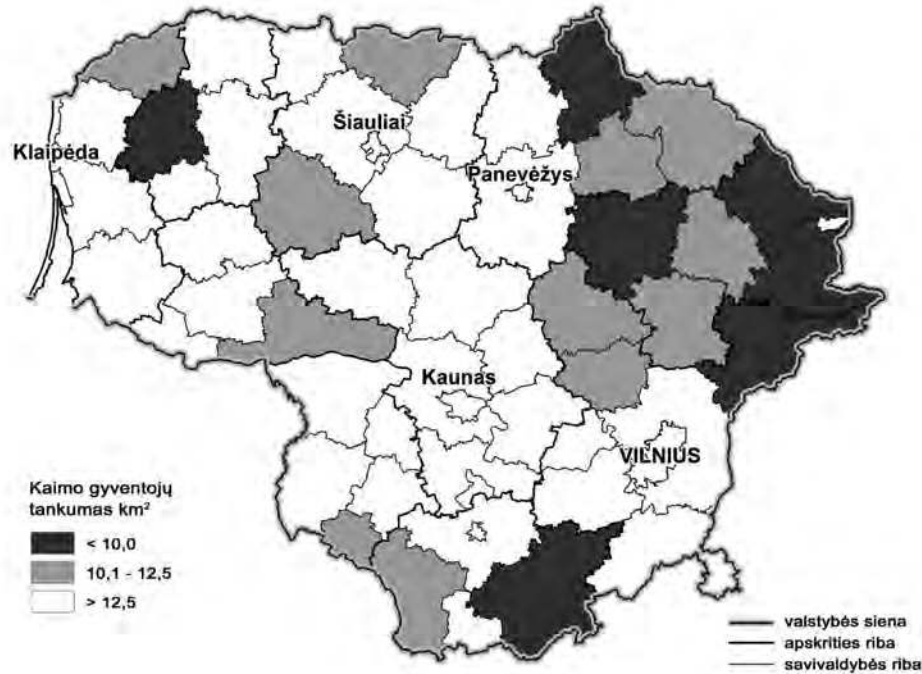 Šiauliai
Klaipėda
Panevėžys
Kaunas
VILNIUS
Kaimo gyventojų
tankumas km²
< 10,0
10,1 - 12,5
> 12,5
valstybės siena
apskrities riba
savivaldybės riba